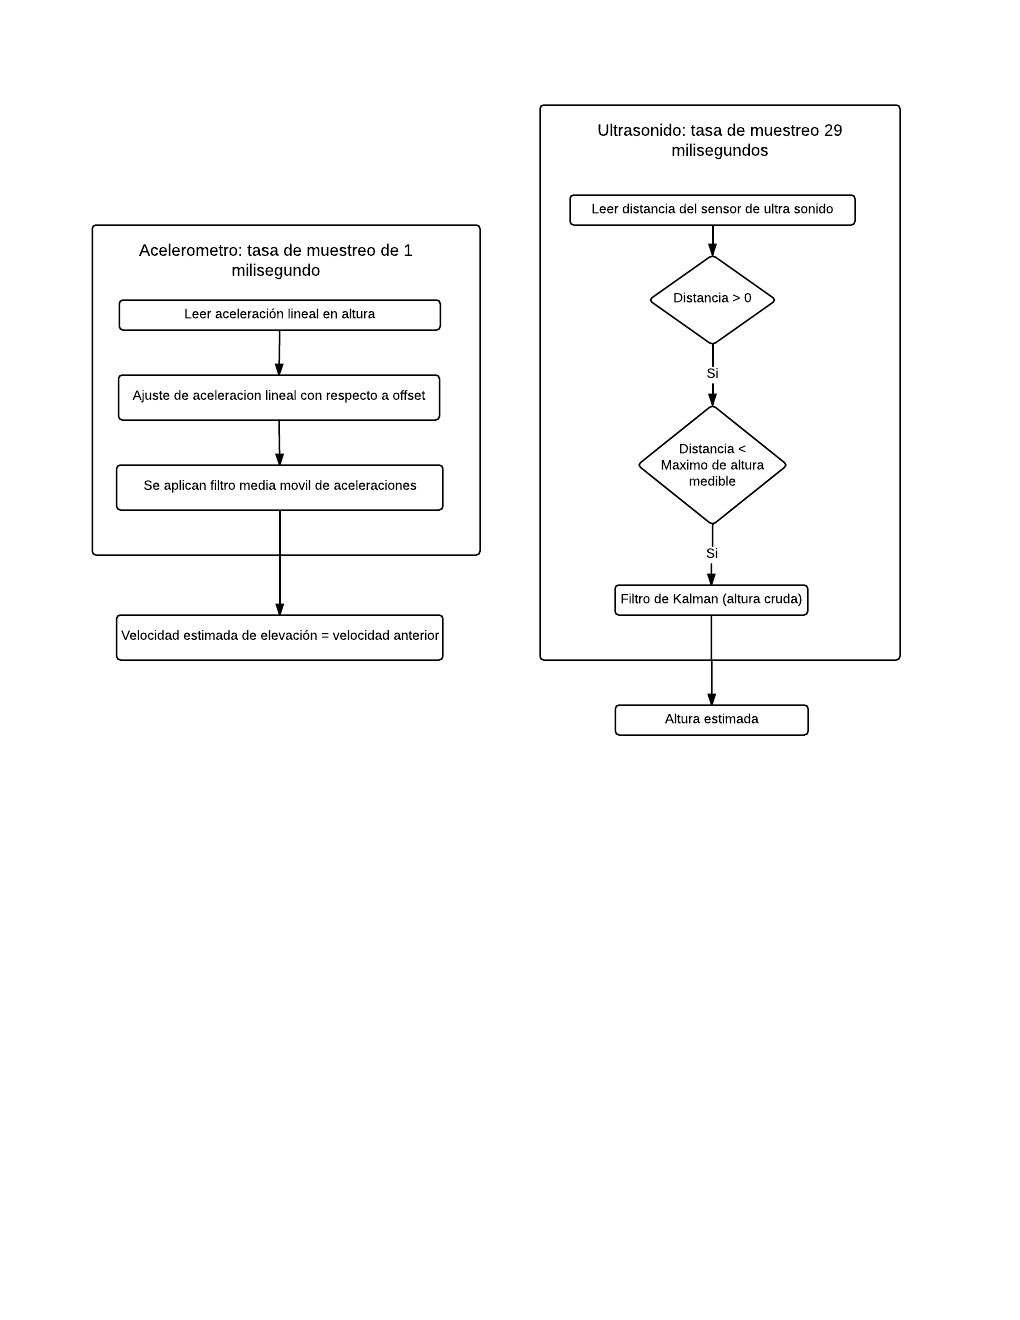 Acelerometro: tasa de muestreo de 1
milisegundo
Leer aceleración lineal en altura
Ajuste de aceleracion lineal con respecto a offset
Se aplican filtro media movil de aceleraciones
Velocidad estimada de elevación = velocidad anterior
Ultrasonido: tasa de muestreo 29
milisegundos
Leer distancia del sensor de ultra sonido
Distancia > 0
Si
Distancia <
Maximo de altura
medible
Si
Filtro de Kalman (altura cruda)
Altura estimada